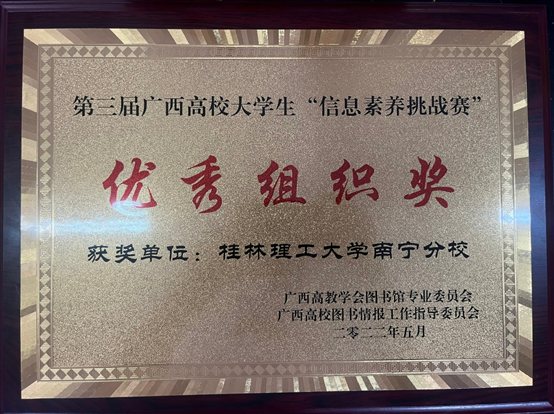 第三届广西高校大学生“信息素养挑战赛”
优秀组织奖
获奖单位：桂林理工大学南宁分校
广西高教学会图书馆专业委员会
广西高校图书情报工作指导委员会
二零二二年五月